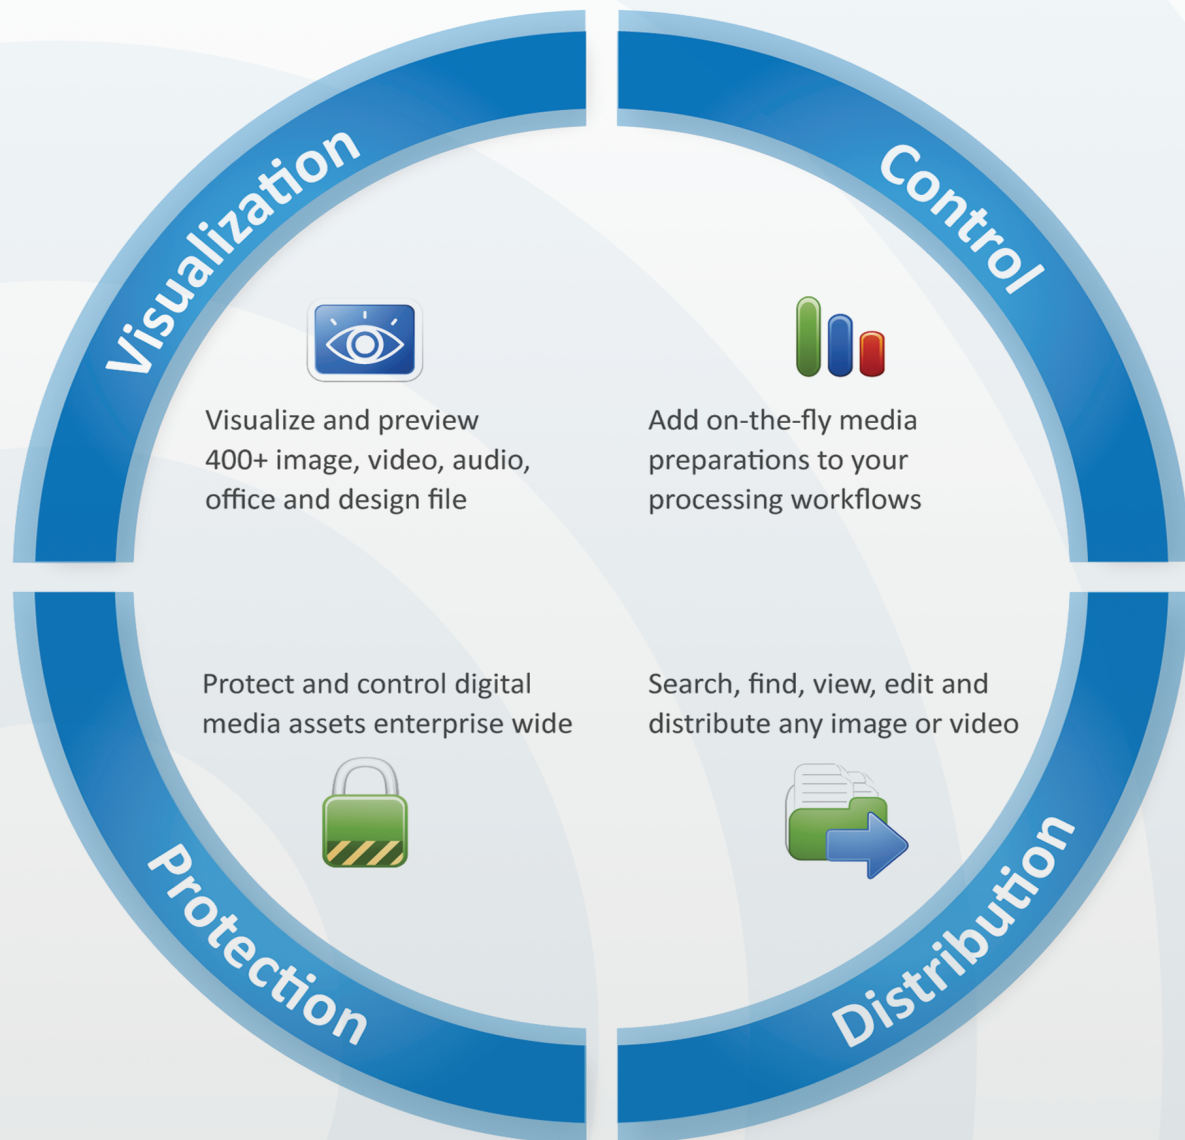 Visualization
Visualize and preview
400+ image, video, audio,
office and design file
Control
Add on-the-fly media
preparations to your
processing workflows
Protect and control digital
media assets enterprise wide
Protection
Search, find, view, edit and
distribute any image or video
Distribution